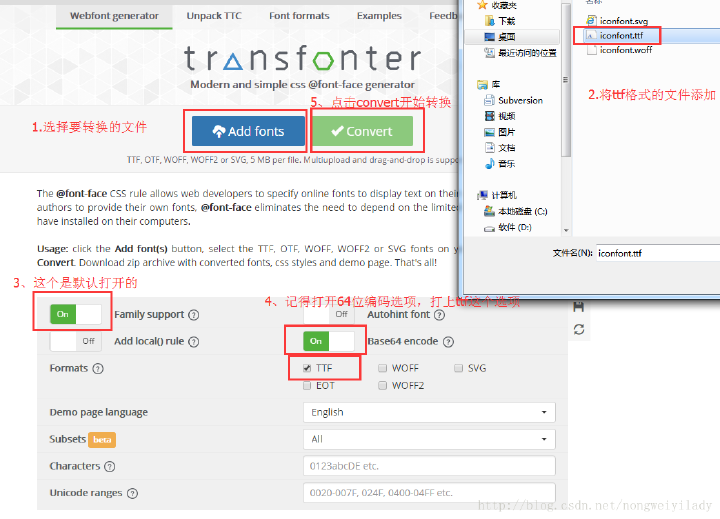 Webfont generator
Unpack TTC
Font formats
Examples
Feedb
transfonter
Modern and simple css @font-face generator
5、点击convert开始转换
1.选择要转换的文件
Add fonts
Convert
TTF, OTF, WOFF, WOFF2 or SVG, 5 MB per file. Multiupload and drag-and-drop is suppo
The @font-face CSS rule allows web developers to specify online fonts to display text on their
authors to provide their own fonts, @font-face eliminates the need to depend on the limited
have installed on their computers.
Usage: click the Add font(s) button, select the TTF, OTF, WOFF, WOFF2 or SVG fonts on y
Convert. Download zip archive with converted fonts, css styles and demo page. That's all!
收藏夹
下载
桌面
最近访问的位置
库
Subversion
视频
图片
文档
音乐
计算机
本地磁盘 (C:)
软件 (D:)
名称
iconfont.svg
iconfont.ttf
iconfont.woff
2.将ttf格式的文件添加
文件名(N):
iconfont.ttf
3、这个是默认打开的
4、记得打开64位编码选项，打上ttf这个选项
On
Family support
Off
Autohint font
Off
Add local() rule
On
Base64 encode
Formats
TTF
WOFF
SVG
EOT
WOFF2
Demo page language
English
Subsets
beta
All
Characters
0123abcDE etc.
Unicode ranges
0020-007F, 024F, 0400-04FF etc.
http://blog.csdn.net/nongweiyilady